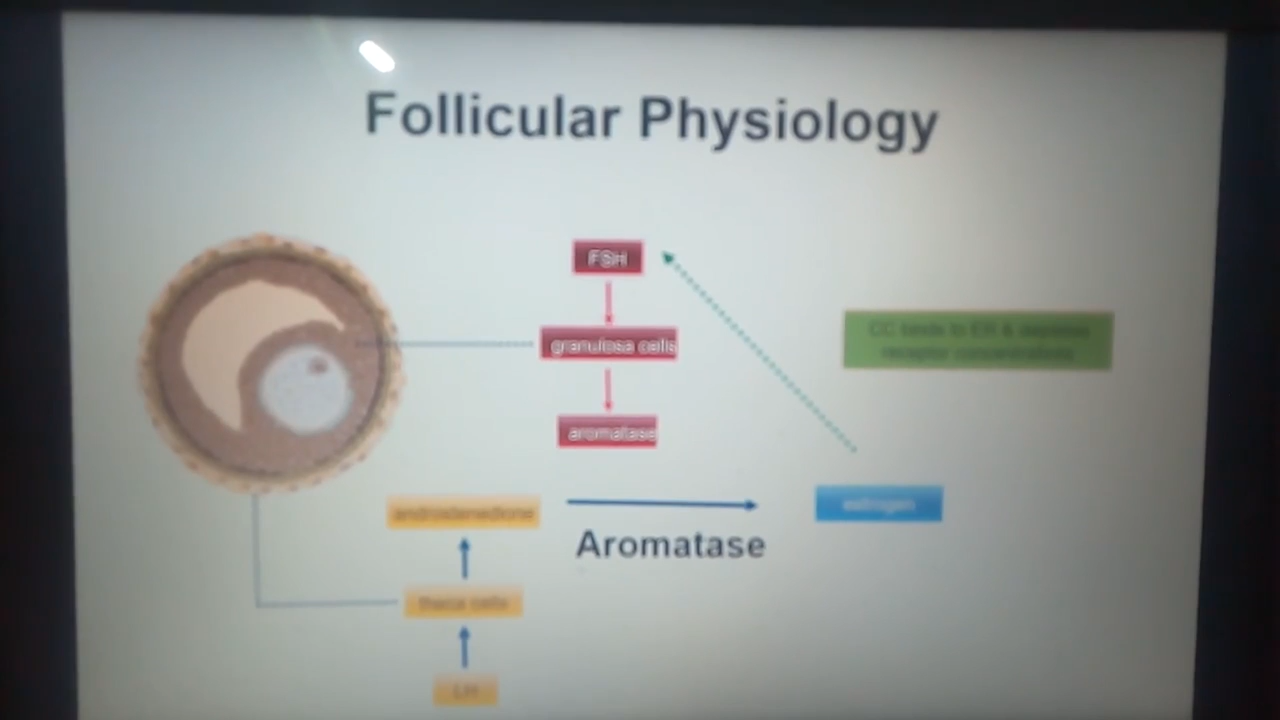 Follicular Physiology
FSH
granulosa cells
CC binds to ER &
receptor concentrations
aromatase
androstenedione
estrogen
Aromatase
theca cells
LH